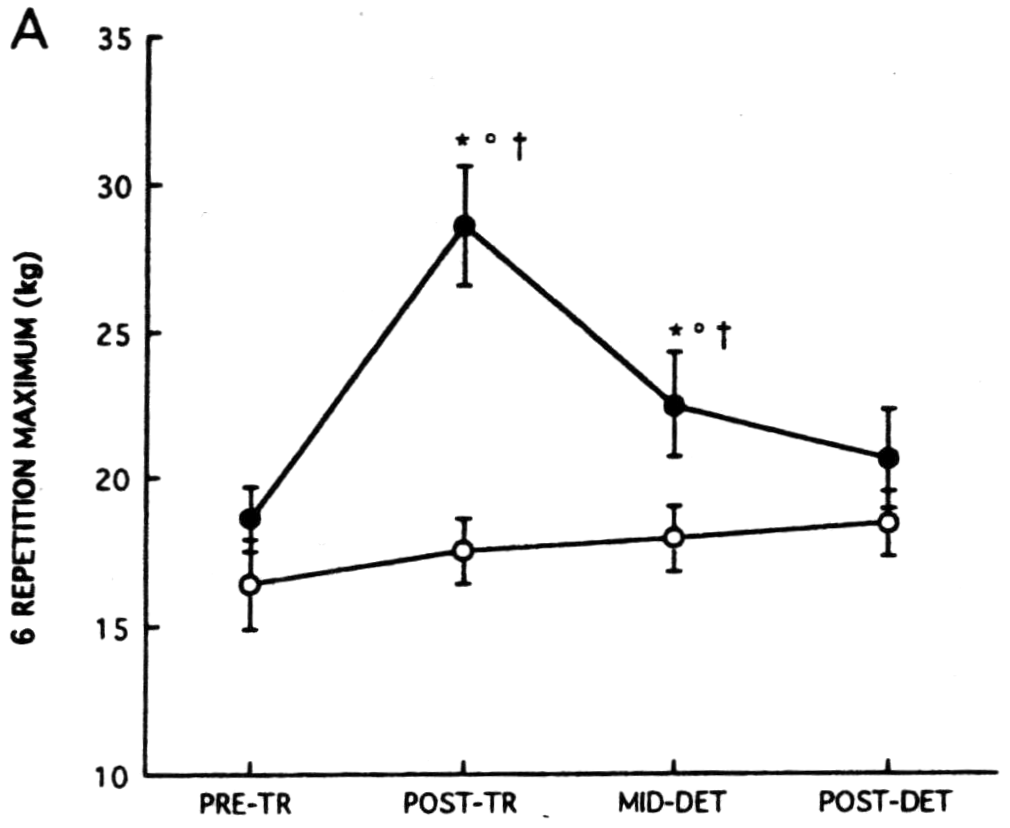 A
35
30
25
20
15
10
6 REPETITION MAXIMUM (kg)
* ° †
* ° †
PRE-TR POST-TR MID-DET POST-DET